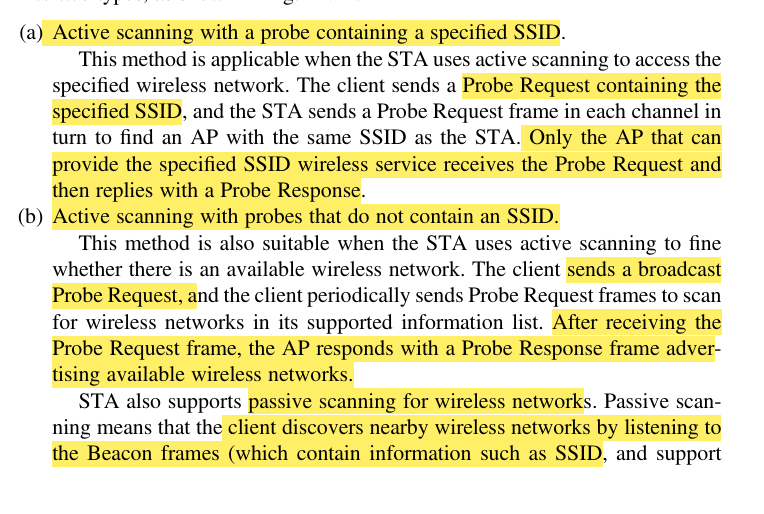 (a) Active scanning with a probe containing a specified SSID.
This method is applicable when the STA uses active scanning to access the
specified wireless network. The client sends a Probe Request containing the
specified SSID, and the STA sends a Probe Request frame in each channel in
turn to find an AP with the same SSID as the STA. Only the AP that can
provide the specified SSID wireless service receives the Probe Request and
then replies with a Probe Response.
(b) Active scanning with probes that do not contain an SSID.
This method is also suitable when the STA uses active scanning to fine
whether there is an available wireless network. The client sends a broadcast
Probe Request, and the client periodically sends Probe Request frames to scan
for wireless networks in its supported information list. After receiving the
Probe Request frame, the AP responds with a Probe Response frame adver-
tising available wireless networks.
STA also supports passive scanning for wireless networks. Passive scan-
ning means that the client discovers nearby wireless networks by listening to
the Beacon frames (which contain information such as SSID, and support